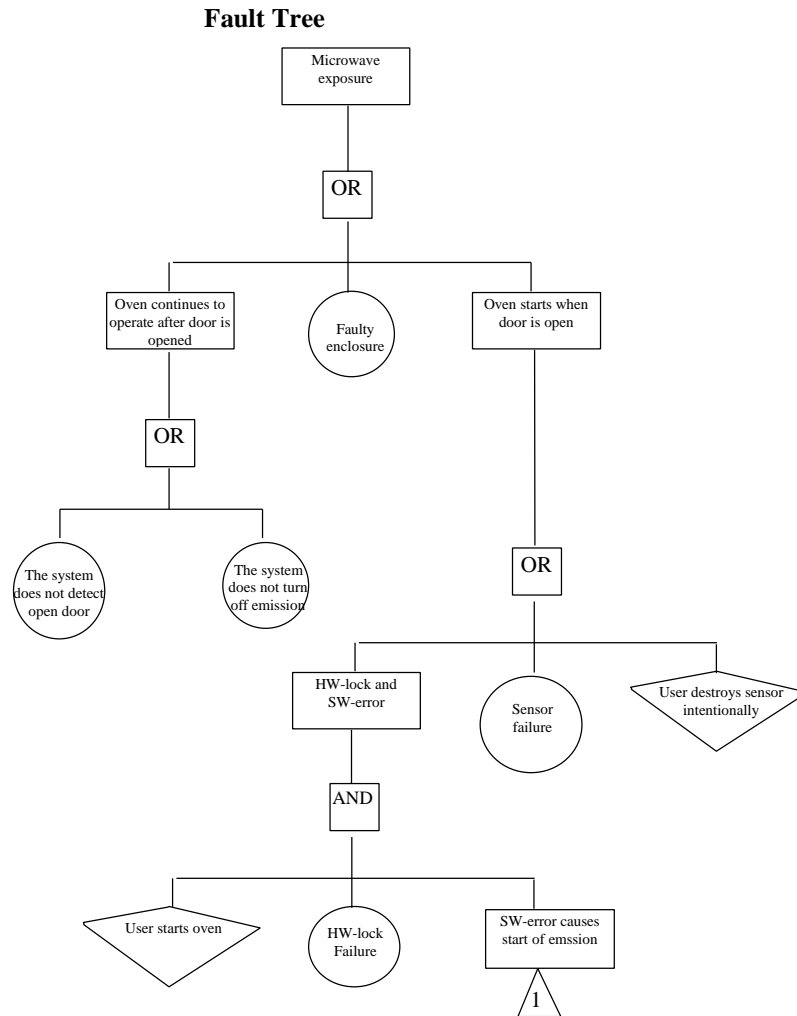 Fault Tree
Microwave
exposure
OR
Oven continues to
operate after door is
opened
Faulty
enclosure
Oven starts when
door is open
OR
The system
does not detect
open door
The system
does not turn
off emission
OR
HW-lock and
SW-error
Sensor
failure
User destroys sensor
intentionally
AND
User starts oven
HW-lock
Failure
SW-error causes
start of emssion
1